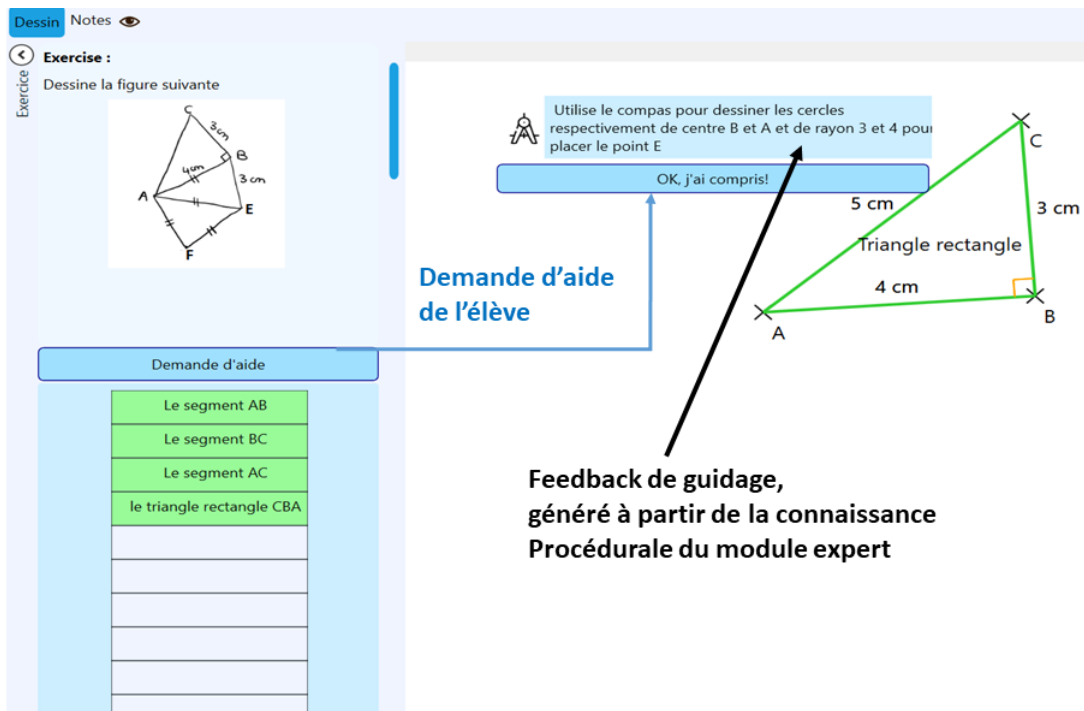 Dessin Notes
Exercice
Exercise :
Dessine la figure suivante
C
3cm
B
4cm
3 cm
A
E
F
Demande d'aide
Le segment AB
Le segment BC
Le segment AC
le triangle rectangle CBA
Utilise le compas pour dessiner les cercles
respectivement de centre B et A et de rayon 3 et 4 pour
placer le point E
OK, j'ai compris!
C
5 cm
3 cm
Triangle rectangle
4 cm
A
B
Demande d'aide
de l'élève
Feedback de guidage,
généré à partir de la connaissance
Procédurale du module expert